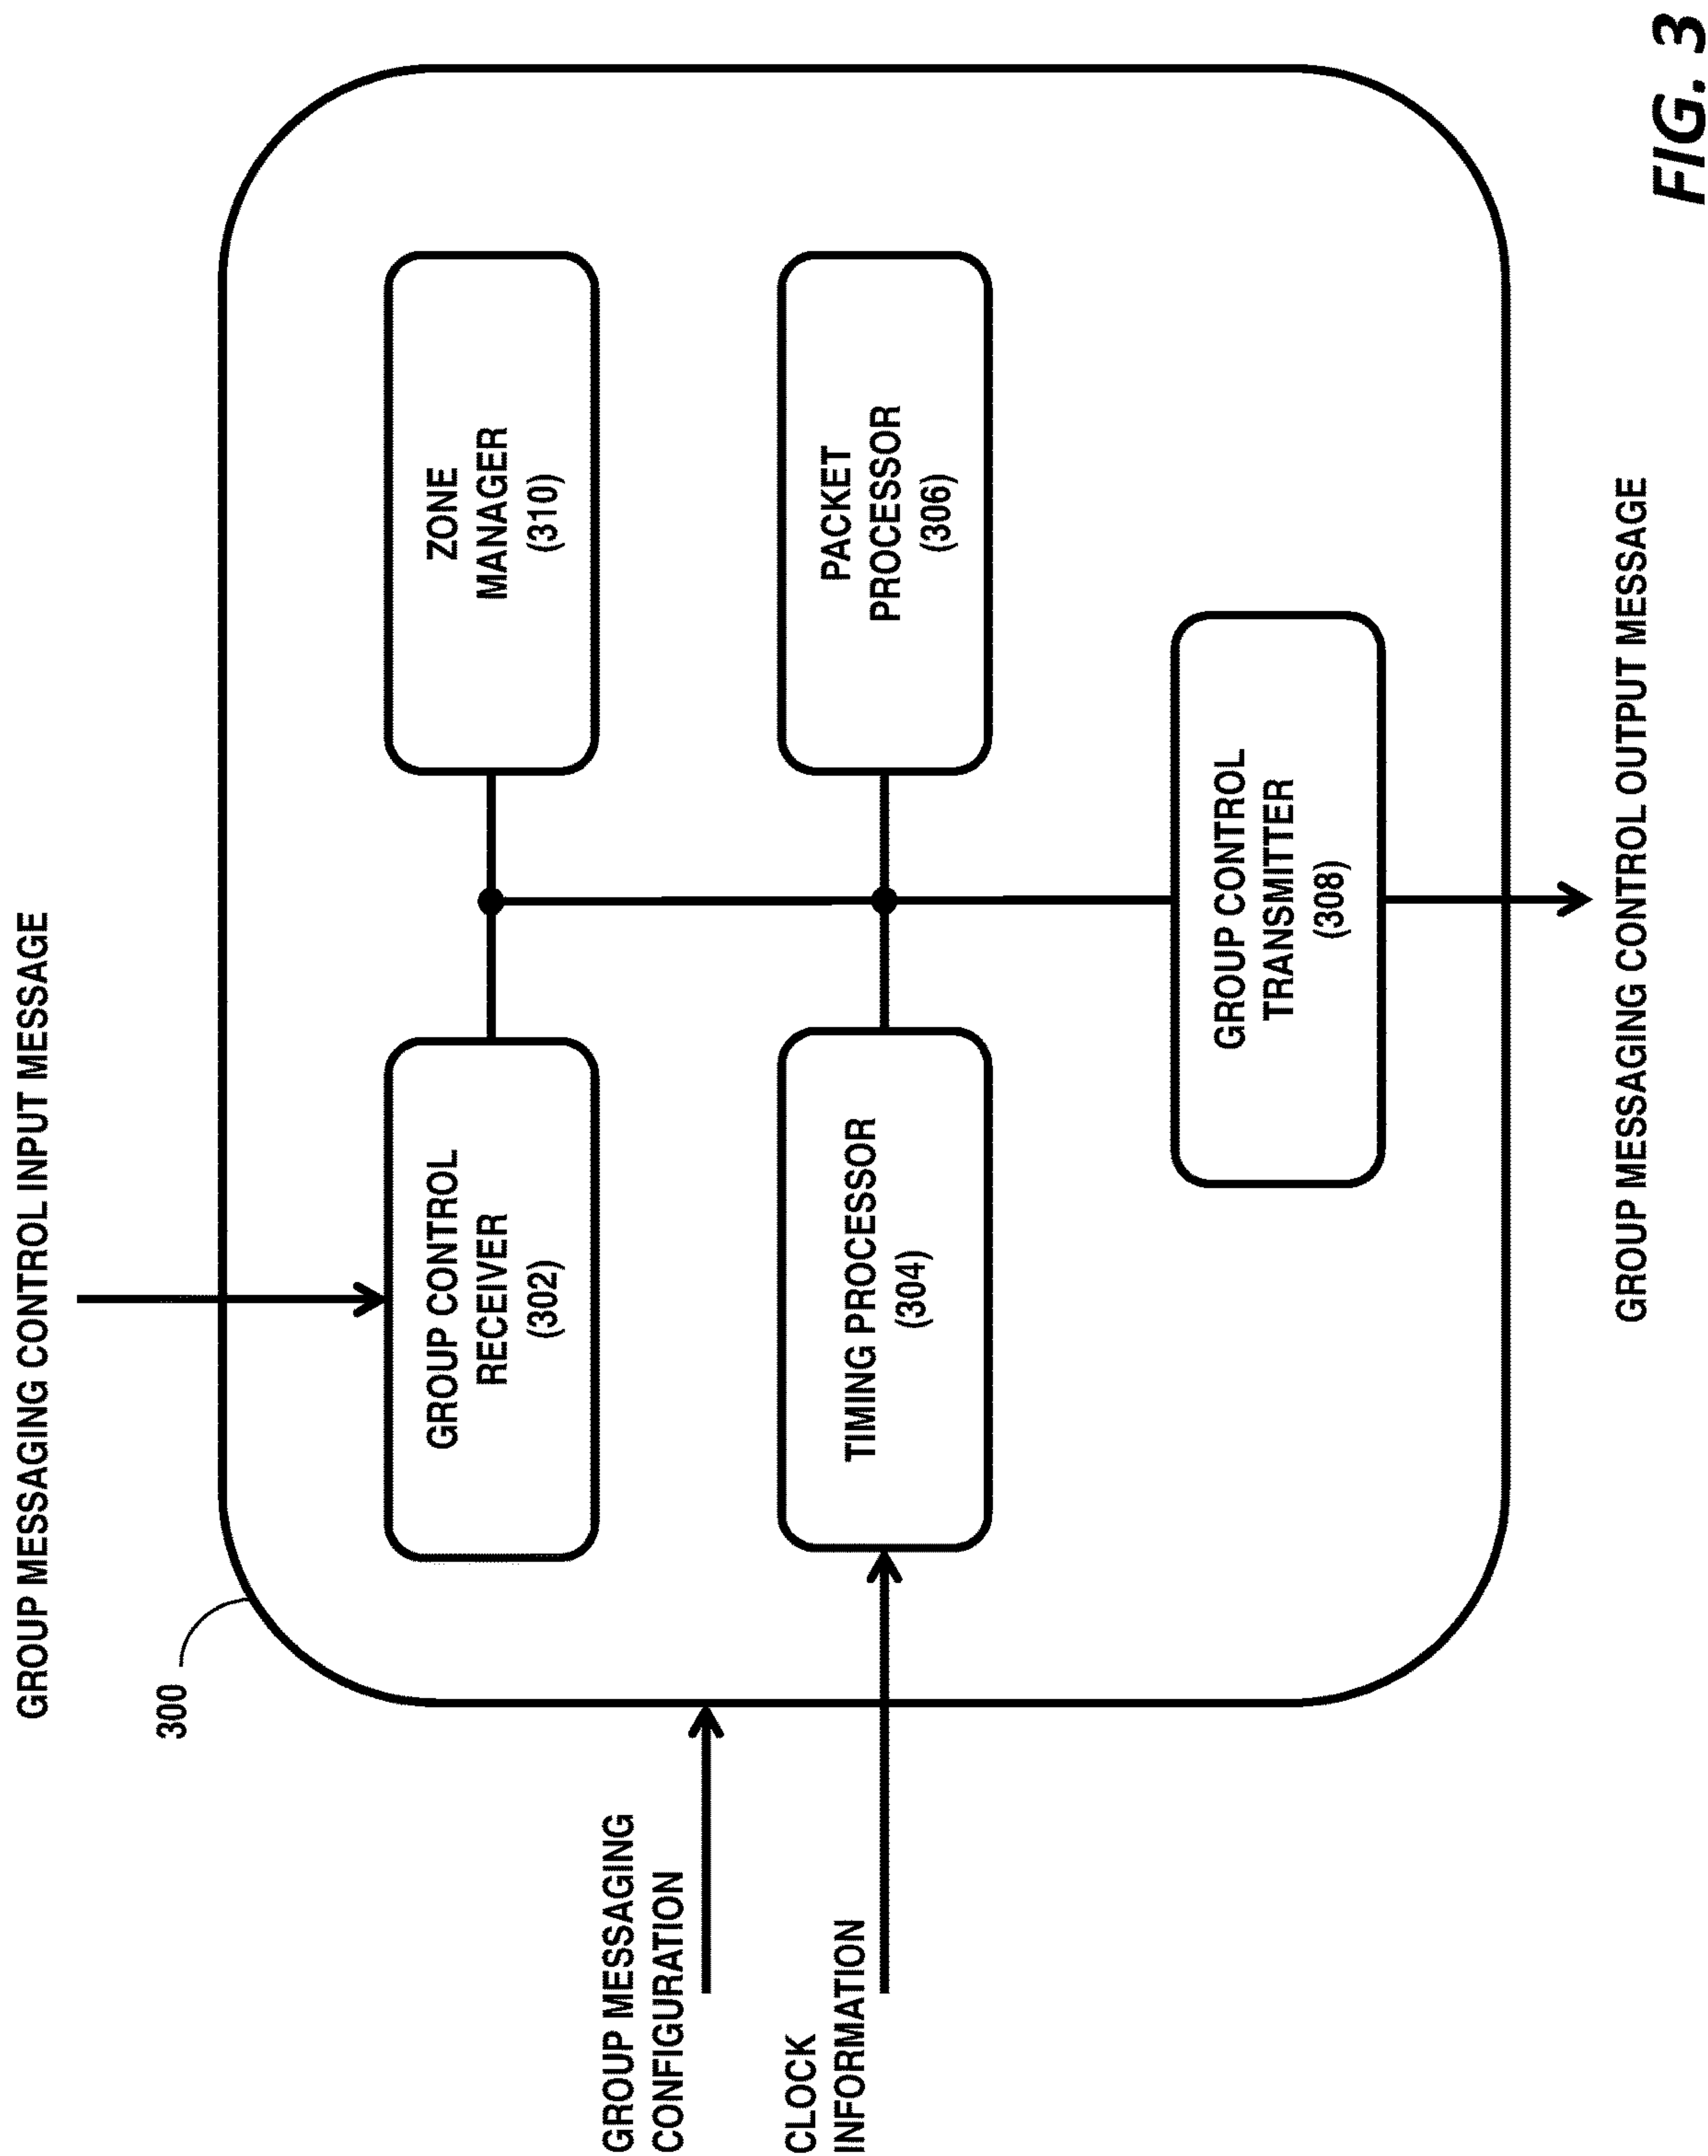 GROUP MESSAGING CONTROL INPUT MESSAGE
300
GROUP CONTROL
RECEIVER
(302)
ZONE
MANAGER
(310)
GROUP MESSAGING
CONFIGURATION
CLOCK
INFORMATION
TIMING PROCESSOR
(304)
PACKET
PROCESSOR
(306)
GROUP CONTROL
TRANSMITTER
(308)
GROUP MESSAGING CONTROL OUTPUT MESSAGE
FIG. 3